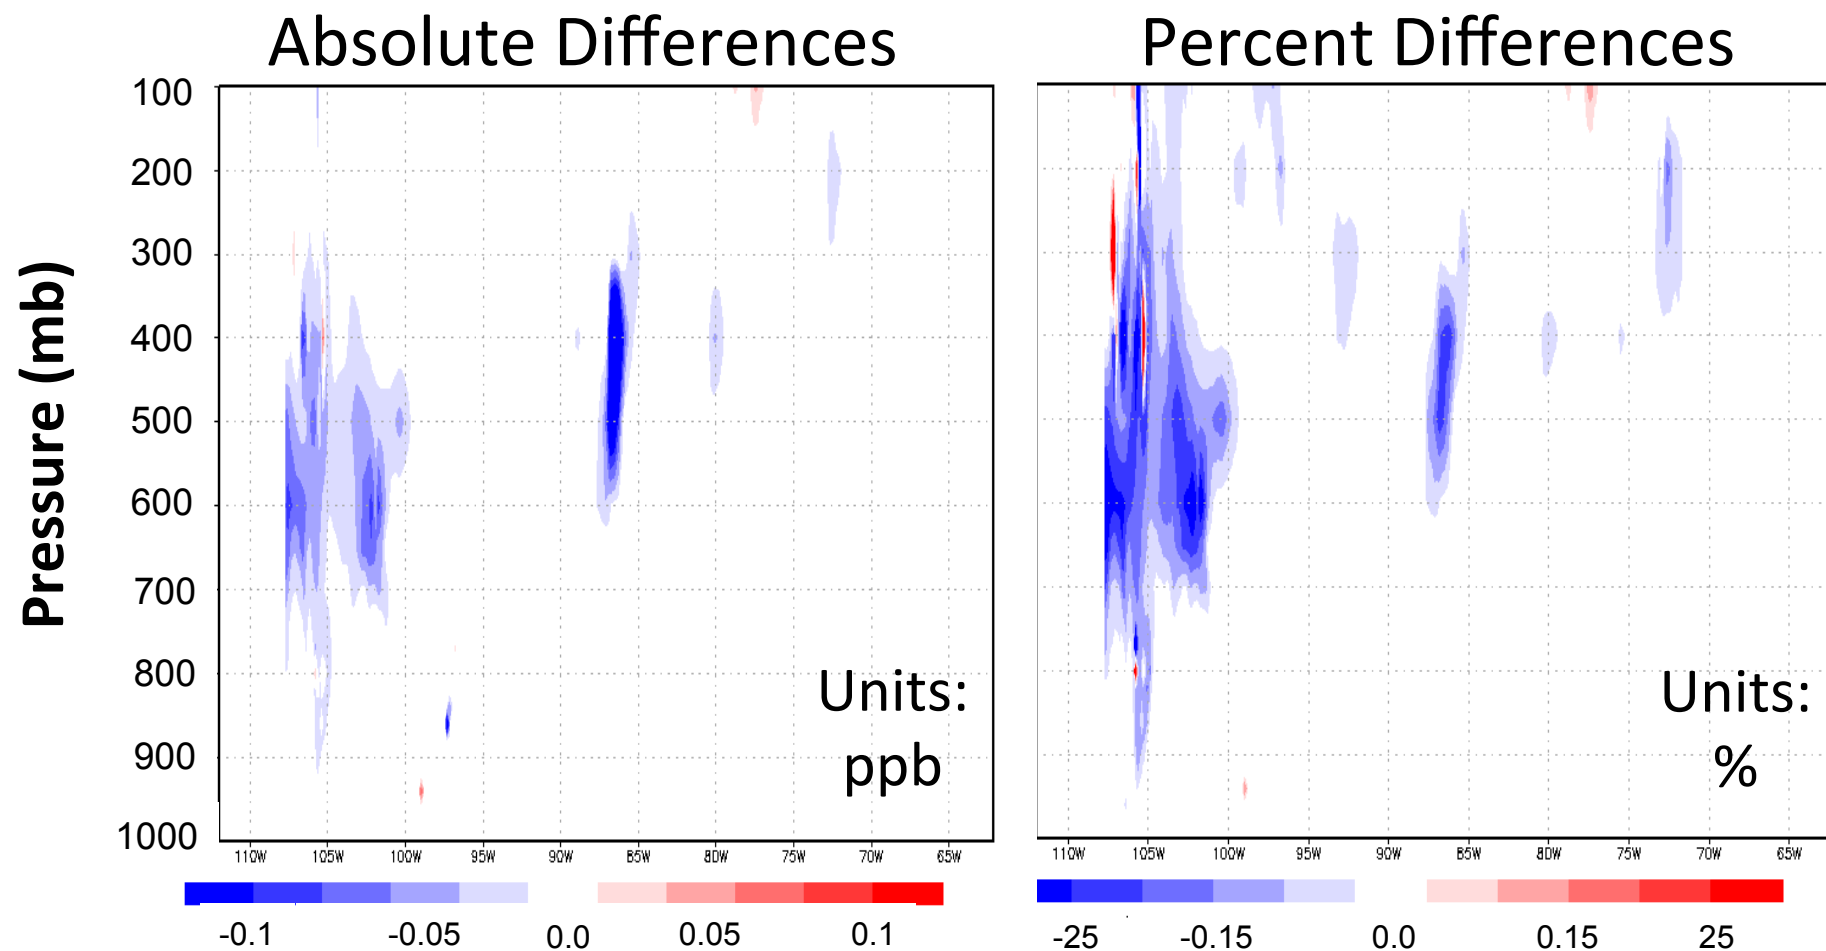 Absolute Differences
Percent Differences
Pressure (mb)
100
200
300
400
500
600
700
800
900
1000
Units:
ppb
Units:
%
110W 105W 100W 95W 90W 85W 80W 75W 70W 65W
110W 105W 100W 95W 90W 85W 80W 75W 70W 65W
-0.1 -0.05 0.0 0.05 0.1
-25 -0.15 0.0 0.15 25